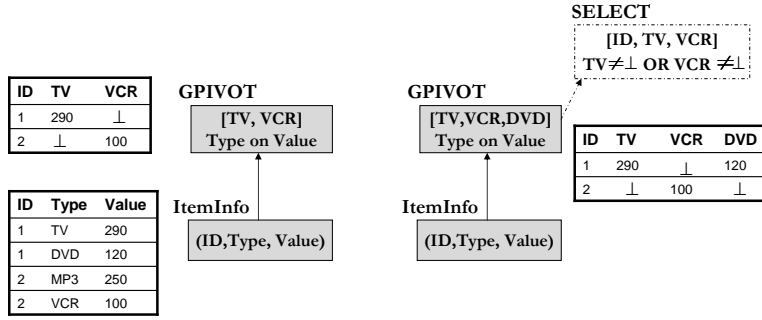 SELECT
[ID, TV, VCR]
TV≠⊥ OR VCR ≠⊥
ID TV VCR
1 290 ⊥
2 ⊥ 100
GPIVOT
[TV, VCR]
Type on Value
GPIVOT
[TV,VCR,DVD]
Type on Value
ID TV VCR DVD
1 290 ⊥ 120
2 ⊥ 100 ⊥
ID Type Value
1 TV 290
1 DVD 120
2 MP3 250
2 VCR 100
ItemInfo
(ID,Type, Value)
ItemInfo
(ID,Type, Value)